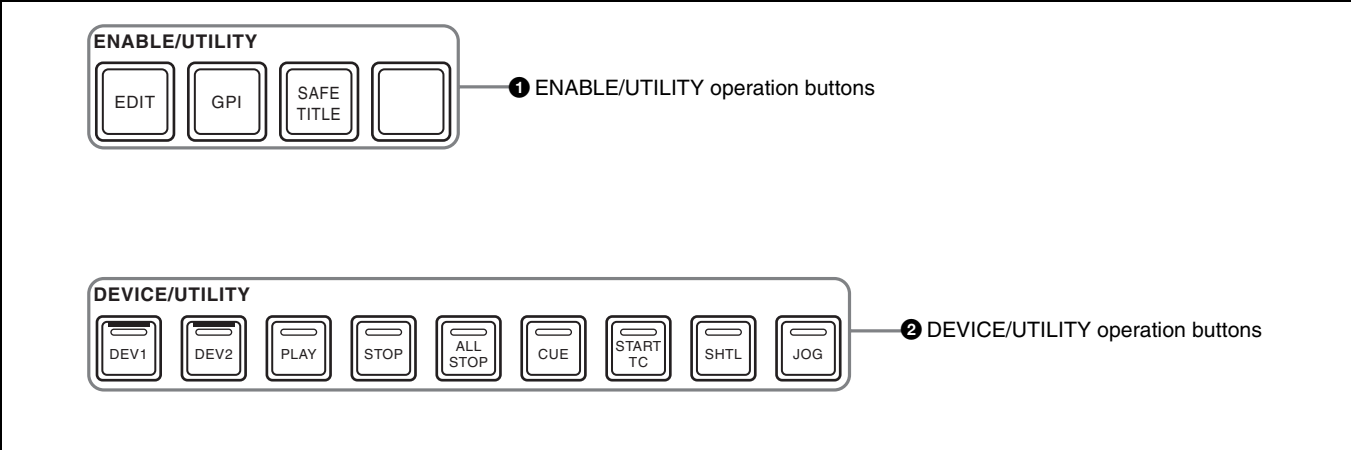 ENABLE/UTILITY
EDIT
GPI
SAFE
TITLE
❶ ENABLE/UTILITY operation buttons
DEVICE/UTILITY
DEV1
DEV2
PLAY
STOP
ALL
STOP
CUE
START
TC
SHTL
JOG
❷ DEVICE/UTILITY operation buttons